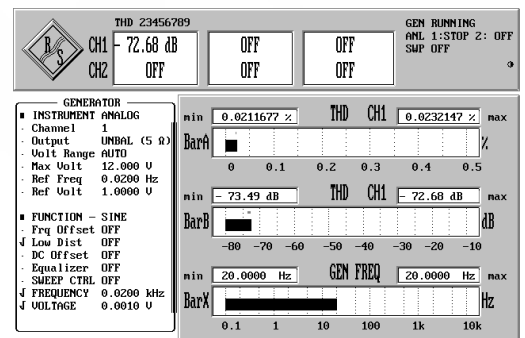 THD 23456789
GEN RUNNING
ANL 1:STOP 2: OFF
SWP OFF
R S
CH1 - 72.68 dB OFF OFF
CH2 OFF OFF OFF
GENERATOR
INSTRUMENT ANALOG
Channel 1
Output UNBAL (5 Ω)
Volt Range AUTO
Max Volt 12.000 V
Ref Freq 0.0200 Hz
Ref Volt 1.0000 V
FUNCTION - SINE
Frq Offset OFF
Low Dist OFF
DC Offset OFF
Equalizer OFF
SWEEP CTRL OFF
FREQUENCY 0.0200 kHz
VOLTAGE 0.0010 V
min 0.0211677 % THD CH1 0.0232147 % max
BarA %
0 0.1 0.2 0.3 0.4 0.5
min - 73.49 dB THD CH1 - 72.68 dB max
BarB dB
-80 -70 -60 -50 -40 -30 -20 -10
min 20.0000 Hz GEN FREQ 20.0000 Hz max
BarX Hz
0.1 1 10 100 1k 10k